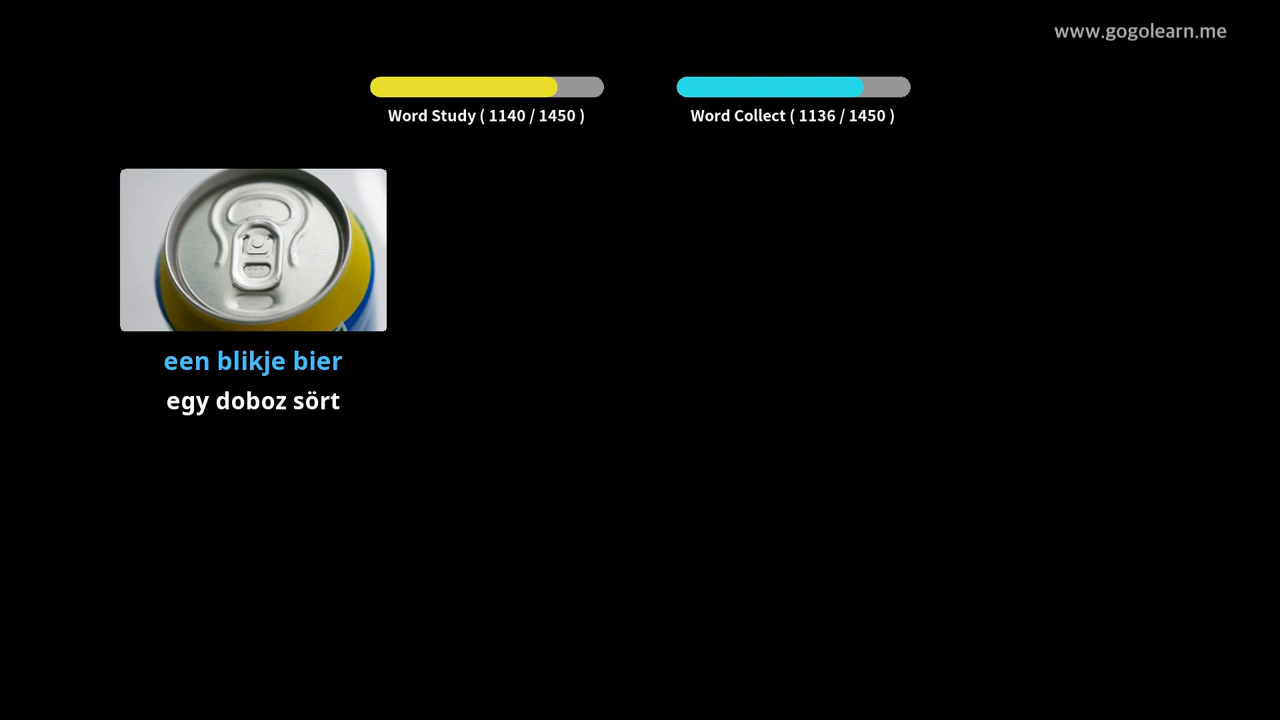 www.gogolearn.me
Word Study ( 1140 / 1450 )
Word Collect ( 1136 / 1450 )
een blikje bier
egy doboz sört